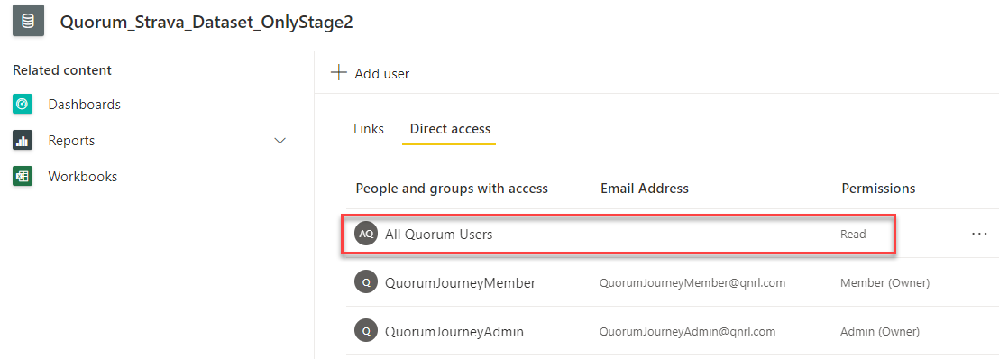 Quorum_Strava_Dataset_OnlyStage2
Related content
Dashboards
Reports
Workbooks
Add user
Links Direct access
People and groups with access Email Address Permissions
AQ All Quorum Users Read
Q QuorumJourneyMember QuorumJourneyMember@qnrl.com Member (Owner)
Q QuorumJourneyAdmin QuorumJourneyAdmin@qnrl.com Admin (Owner)